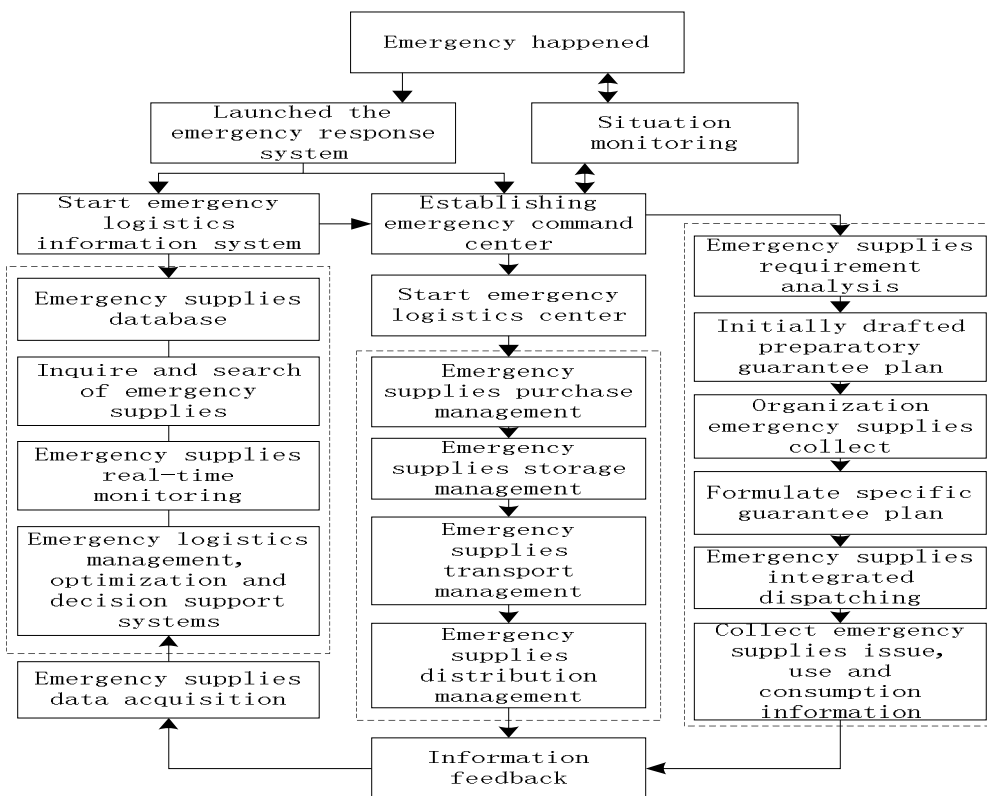 Emergency happened
Launched the
emergency response
system
Situation
monitoring
Start emergency
logistics
information system
Establishing
emergency command
center
Emergency supplies
database
Inquire and search
of emergency
supplies
Emergency supplies
real-time
monitoring
Emergency logistics
management,
optimization and
decision support
systems
Emergency supplies
data acquisition
Start emergency
logistics center
Emergency
supplies purchase
management
Emergency
supplies storage
management
Emergency
supplies
transport
management
Emergency
supplies
distribution
management
Information
feedback
Emergency supplies
requirement
analysis
Initially drafted
preparatory
guarantee plan
Organization
emergency supplies
collect
Formulate specific
guarantee plan
Emergency supplies
integrated
dispatching
Collect emergency
supplies issue,
use and
consumption
information